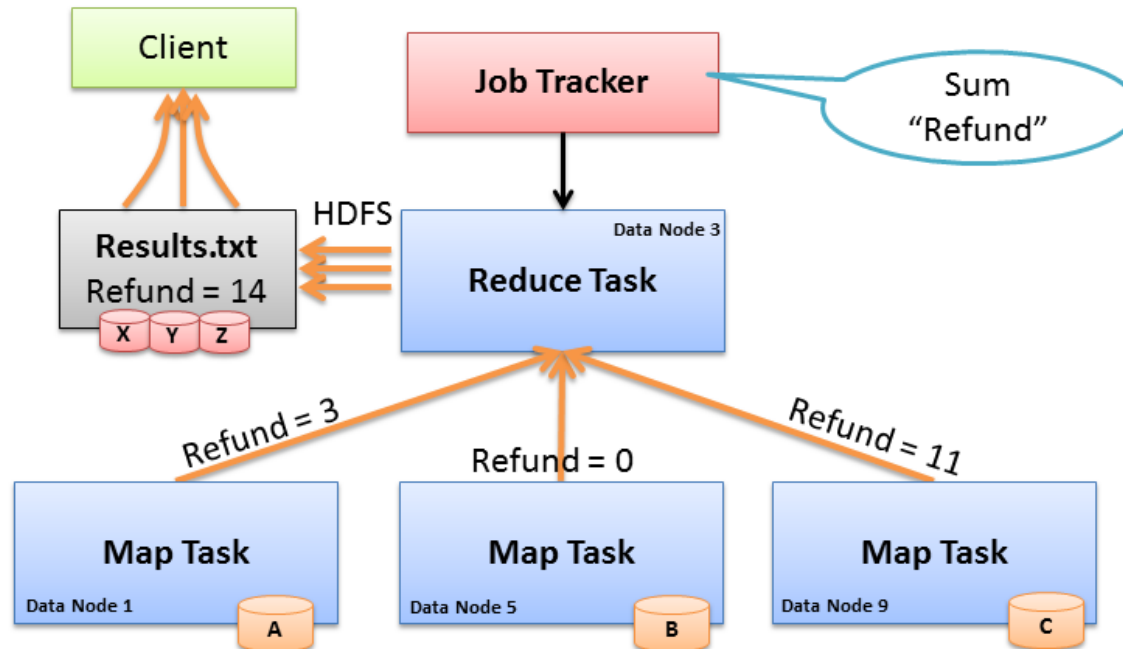 Client
Job Tracker
Sum
“Refund”
HDFS
Results.txt
Refund = 14
X Y Z
Data Node 3
Reduce Task
Refund = 3
Refund = 0
Refund = 11
Map Task
Data Node 1
A
Map Task
Data Node 5
B
Map Task
Data Node 9
C